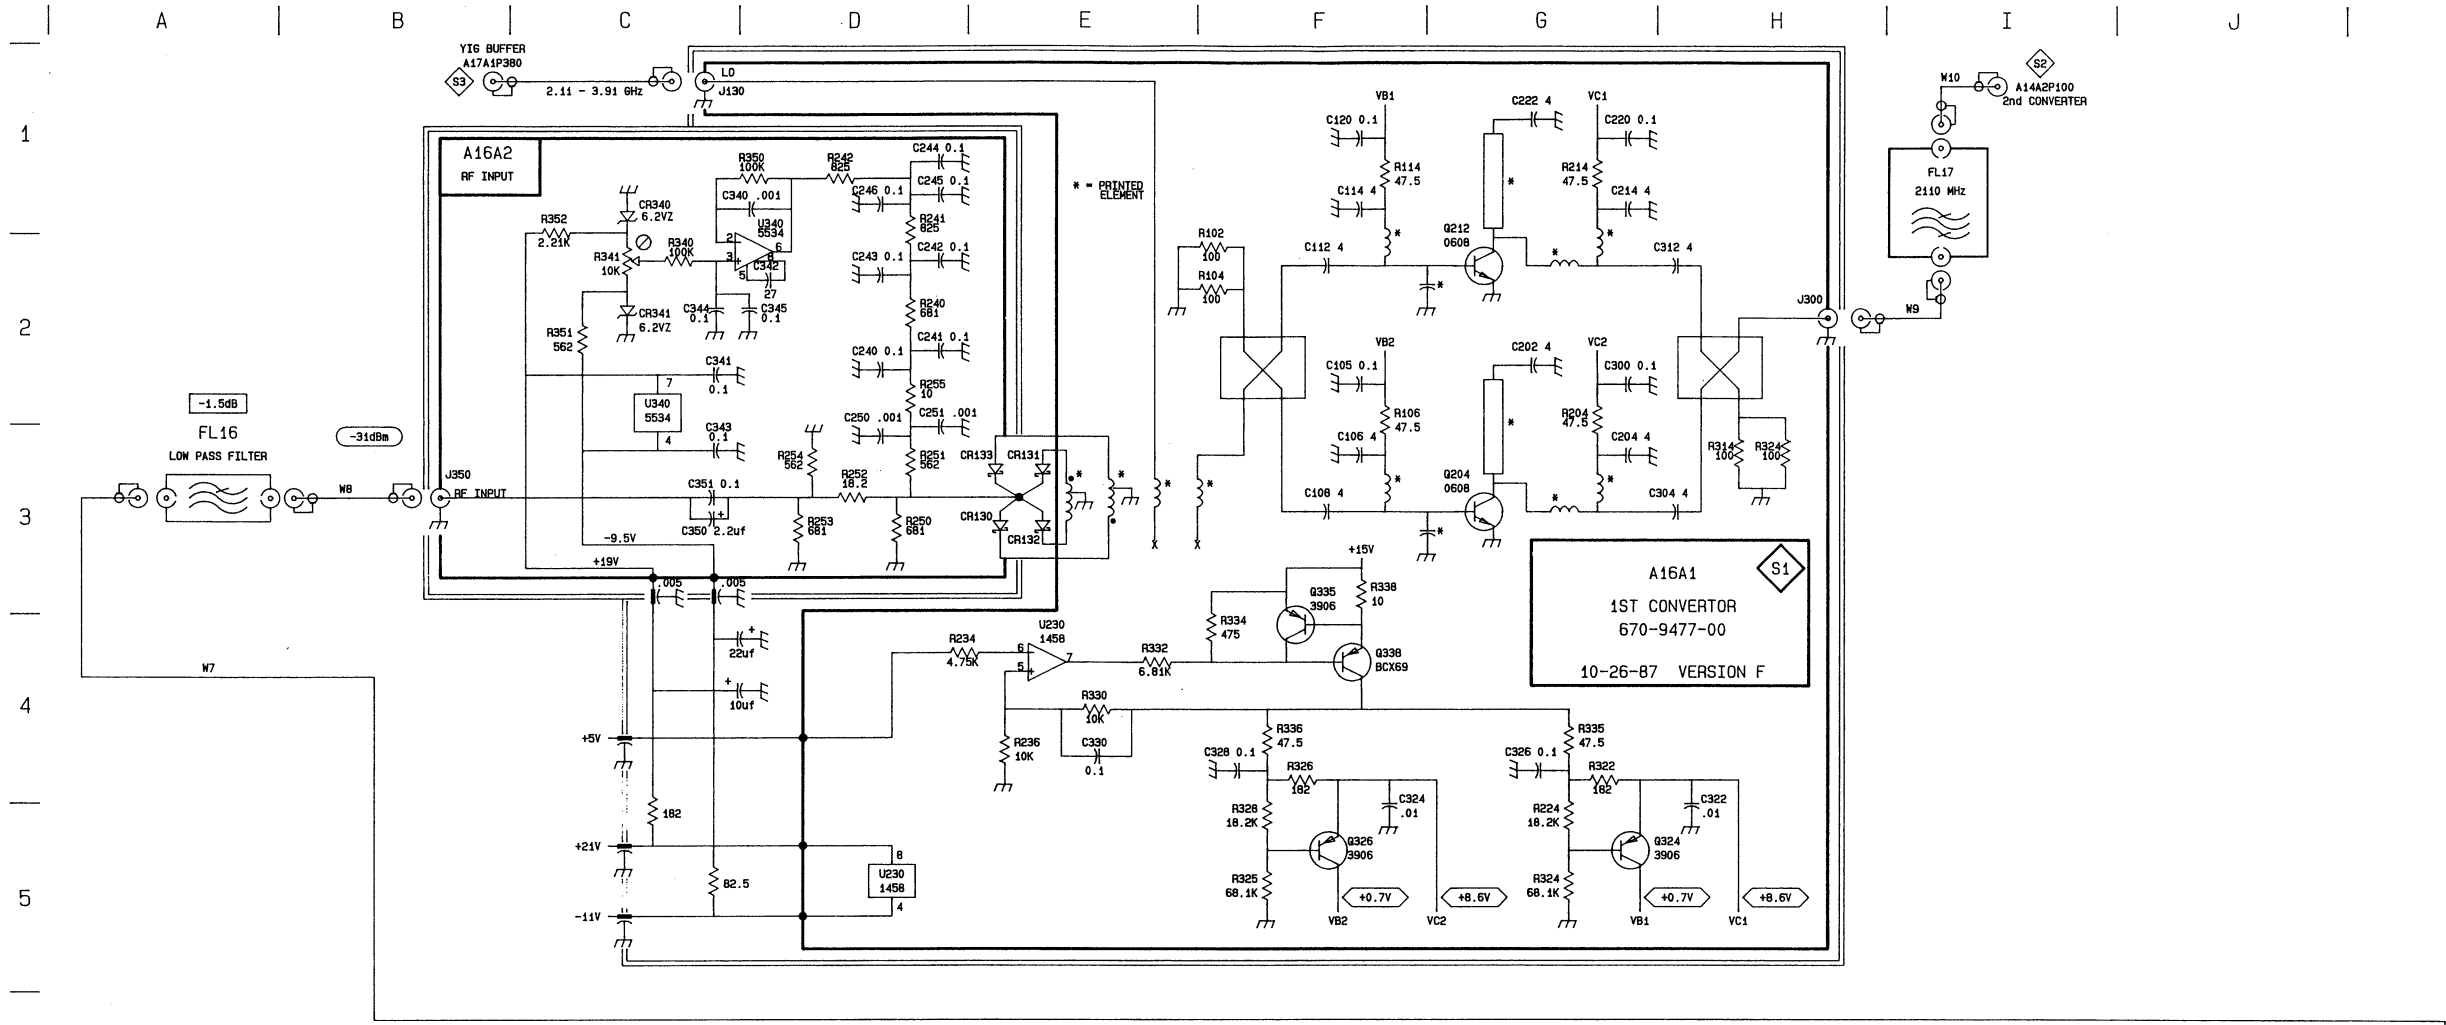 A B C D E F G H I J
1
2
3
4
5
YIG BUFFER
A17A1P380
S3
2.11 - 3.91 GHz
LO
J130
A16A2
RF INPUT
R352
2.21K
CR340
6.2VZ
R341
10K
R340
100K
CR341
6.2VZ
R351
562
R350
100K
C340 .001
U340
5534
2
3
6
8
5
C342
27
C344
0.1
C345
0.1
R242
825
C244 0.1
C245 0.1
C246 0.1
R241
825
C242 0.1
C243 0.1
R240
681
C241 0.1
C240 0.1
R255
10
C250 .001
C251 .001
C341
0.1
7
U340
5534
4
C343
0.1
R254
562
R252
18.2
R251
562
C351 0.1
C350 2.2uf
+
R253
681
R250
681
-9.5V
+19V
J350
RF INPUT
CR133
CR131
CR130
CR132
* = PRINTED
ELEMENT
-1.5dB
FL16
LOW PASS FILTER
-31dBm
W8
W7
.005
.005
+
22uf
+
10uf
+5V
182
+21V
82.5
-11V
8
U230
1458
4
R234
4.75K
U230
1458
6
5
7
R332
6.81K
R330
10K
R236
10K
C330
0.1
R334
475
Q335
3906
+15V
R338
10
Q338
BCX69
R336
47.5
C328 0.1
R326
182
R328
18.2K
C324
.01
Q326
3906
R325
68.1K
+0.7V
+8.6V
VB2
VC2
R335
47.5
C326 0.1
R322
182
R224
18.2K
C322
.01
Q324
3906
R324
68.1K
+0.7V
+8.6V
VB1
VC1
R102
100
R104
100
VB1
C120 0.1
R114
47.5
C114 4
*
C112 4
*
Q212
0608
*
C222 4
VC1
C220 0.1
R214
47.5
C214 4
*
*
C312 4
VB2
C105 0.1
R106
47.5
C106 4
*
C108 4
*
Q204
0608
*
C202 4
VC2
C300 0.1
R204
47.5
C204 4
*
*
C304 4
R314
100
R324
100
*
*
*
*
X
X
J300
W9
W10
S2
A14A2P100
2nd CONVERTER
FL17
2110 MHz
S1
A16A1
1ST CONVERTOR
670-9477-00
10-26-87 VERSION F